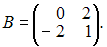 B = ( 0 2
- 2 1 ).